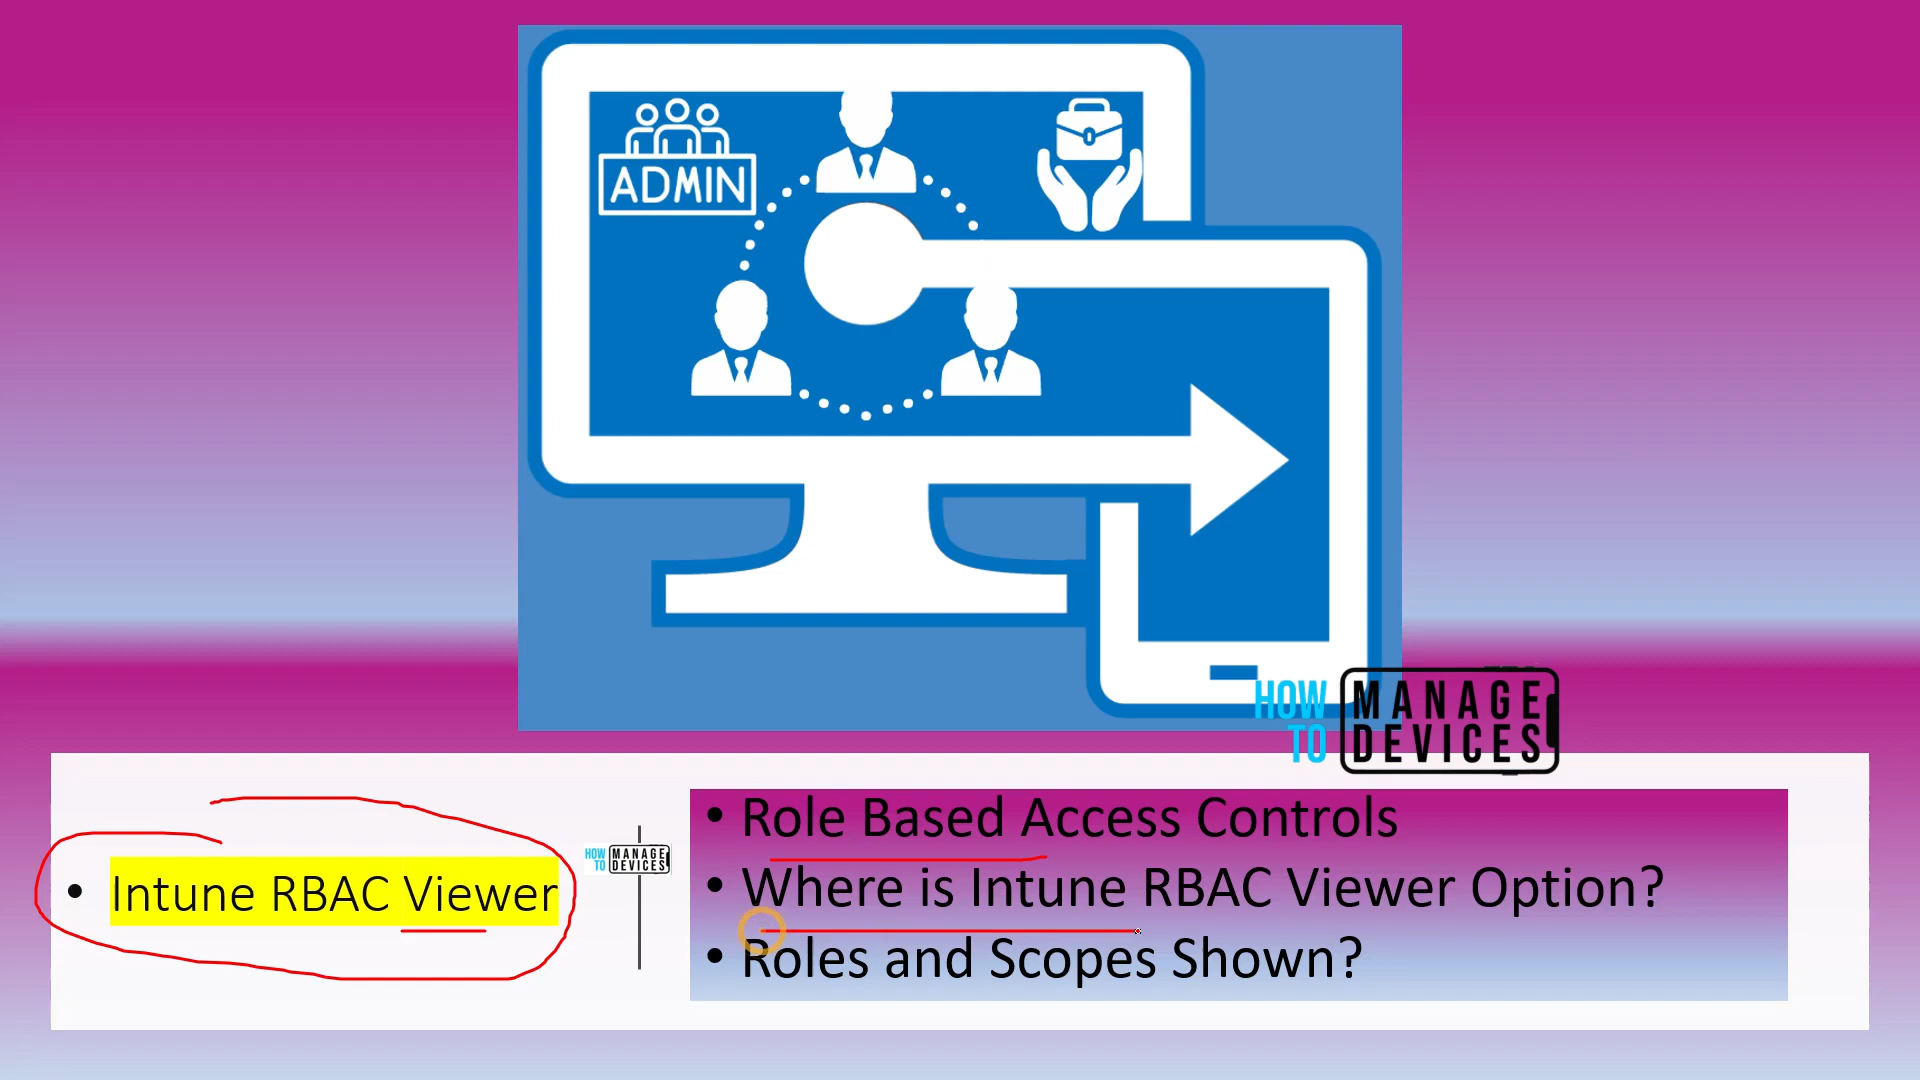 ADMIN
HOW TO MANAGE DEVICES
• Intune RBAC Viewer
HOW TO MANAGE DEVICES
• Role Based Access Controls
• Where is Intune RBAC Viewer Option?
• Roles and Scopes Shown?